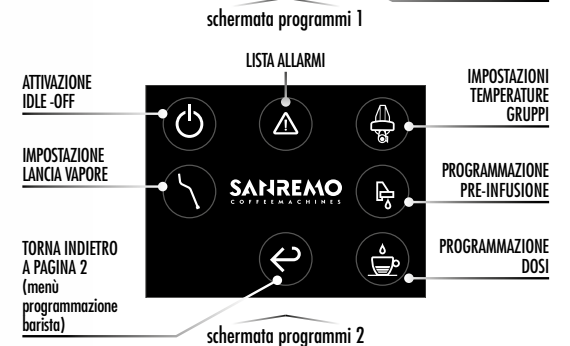 schermata programmi 1
LISTA ALLARMI
ATTIVAZIONE
IDLE -OFF
IMPOSTAZIONI
TEMPERATURE
GRUPPI
IMPOSTAZIONE
LANCIA VAPORE
SANREMO
COFFEEMACHINES
PROGRAMMAZIONE
PRE-INFUSIONE
TORNA INDIETRO
A PAGINA 2
(menù
programmazione
barista)
PROGRAMMAZIONE
DOSI
schermata programmi 2